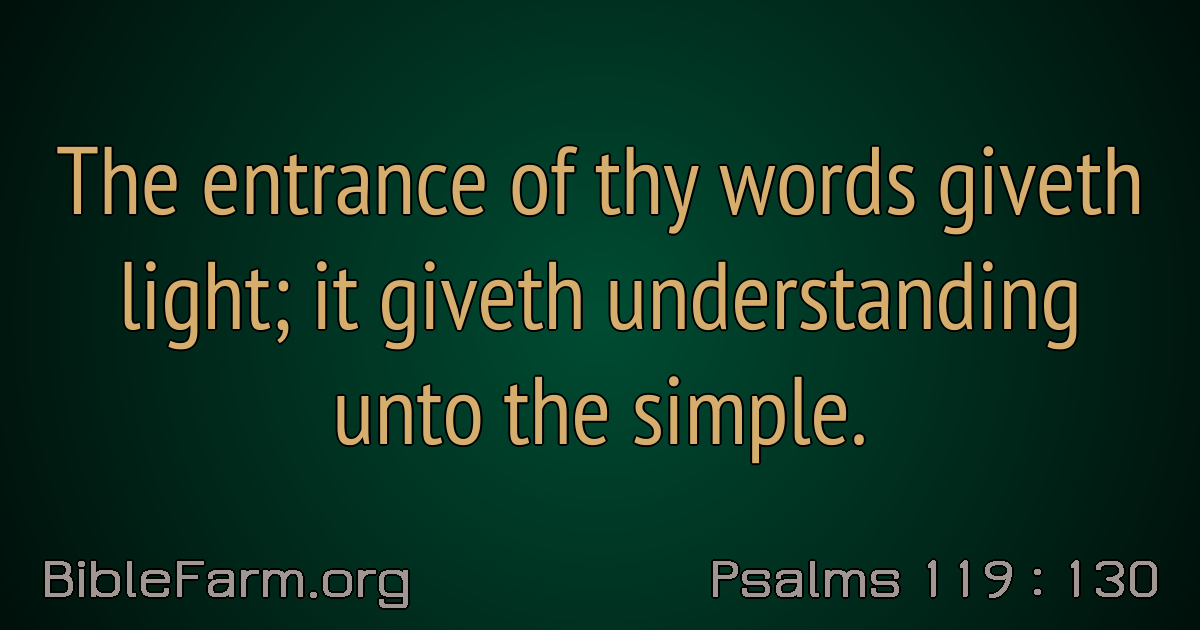 The entrance of thy words giveth
light; it giveth understanding
unto the simple.
BibleFarm.org
Psalms 119 : 130